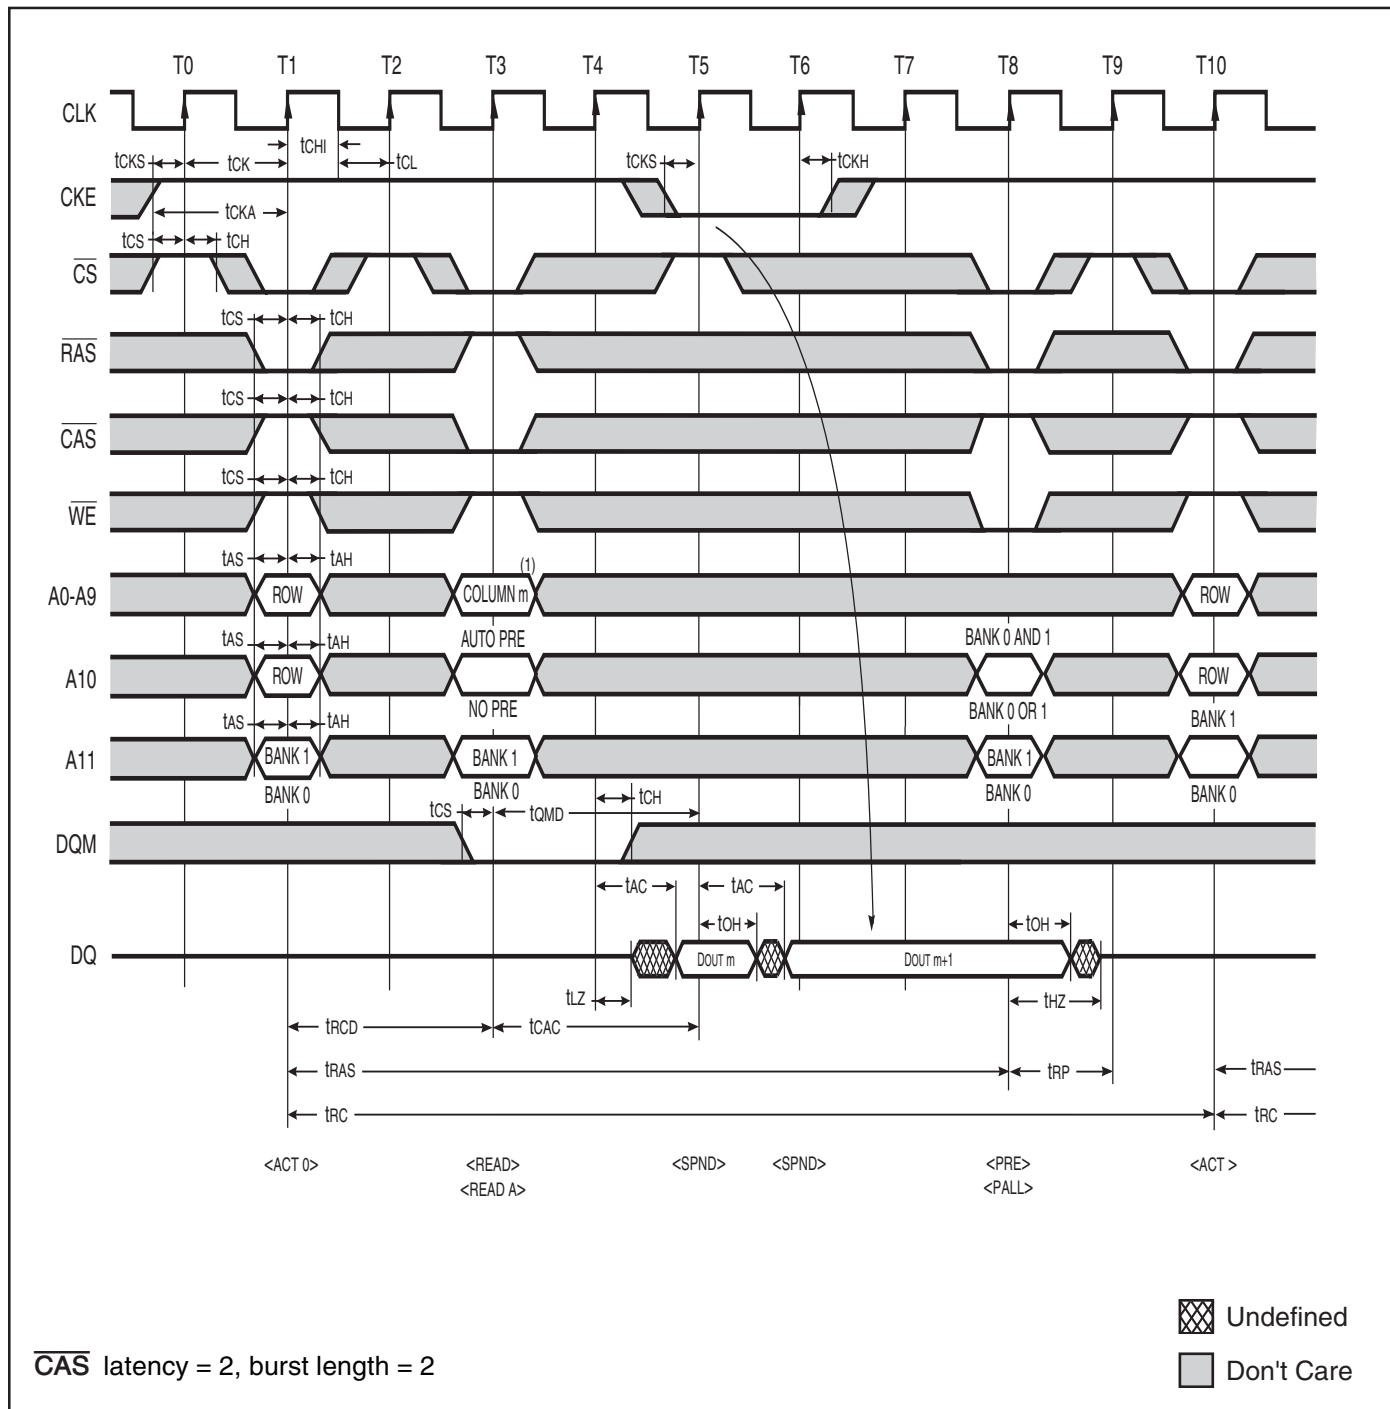 T0 T1 T2 T3 T4 T5 T6 T7 T8 T9 T10
CLK
tCHI
tCKS tCK tCL tCKS tCKH
CKE
tCKA
tCS tCH
CS
tCS tCH
RAS
tCS tCH
CAS
tCS tCH
WE
tAS tAH (1)
A0-A9 ROW COLUMN m ROW
tAS tAH AUTO PRE BANK 0 AND 1
A10 ROW ROW
NO PRE BANK 0 OR 1
tAS tAH BANK 1
A11 BANK 1 BANK 1 BANK 1
BANK 0 BANK 0 BANK 0 BANK 0
tCS tQMD tCH
DQM
tAC tAC
tOH tOH
DQ DOUT m DOUT m+1
tLZ tHZ
tRCD tCAC
tRAS tRP tRAS
tRC tRC
<ACT 0> <READ> <SPND> <SPND> <PRE> <ACT >
<READ A> <PALL>
Undefined
CAS latency = 2, burst length = 2
Don't Care